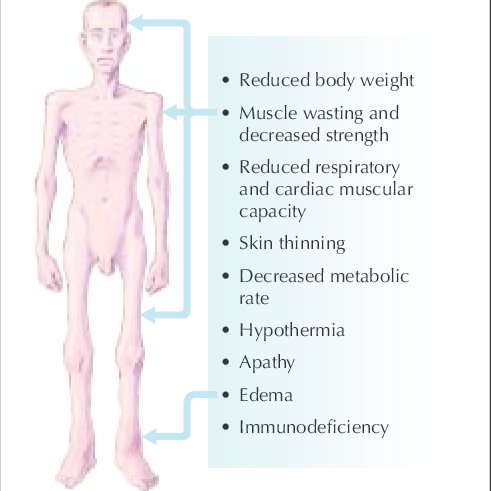 • Reduced body weight
• Muscle wasting and
decreased strength
• Reduced respiratory
and cardiac muscular
capacity
• Skin thinning
• Decreased metabolic
rate
• Hypothermia
• Apathy
• Edema
• Immunodeficiency